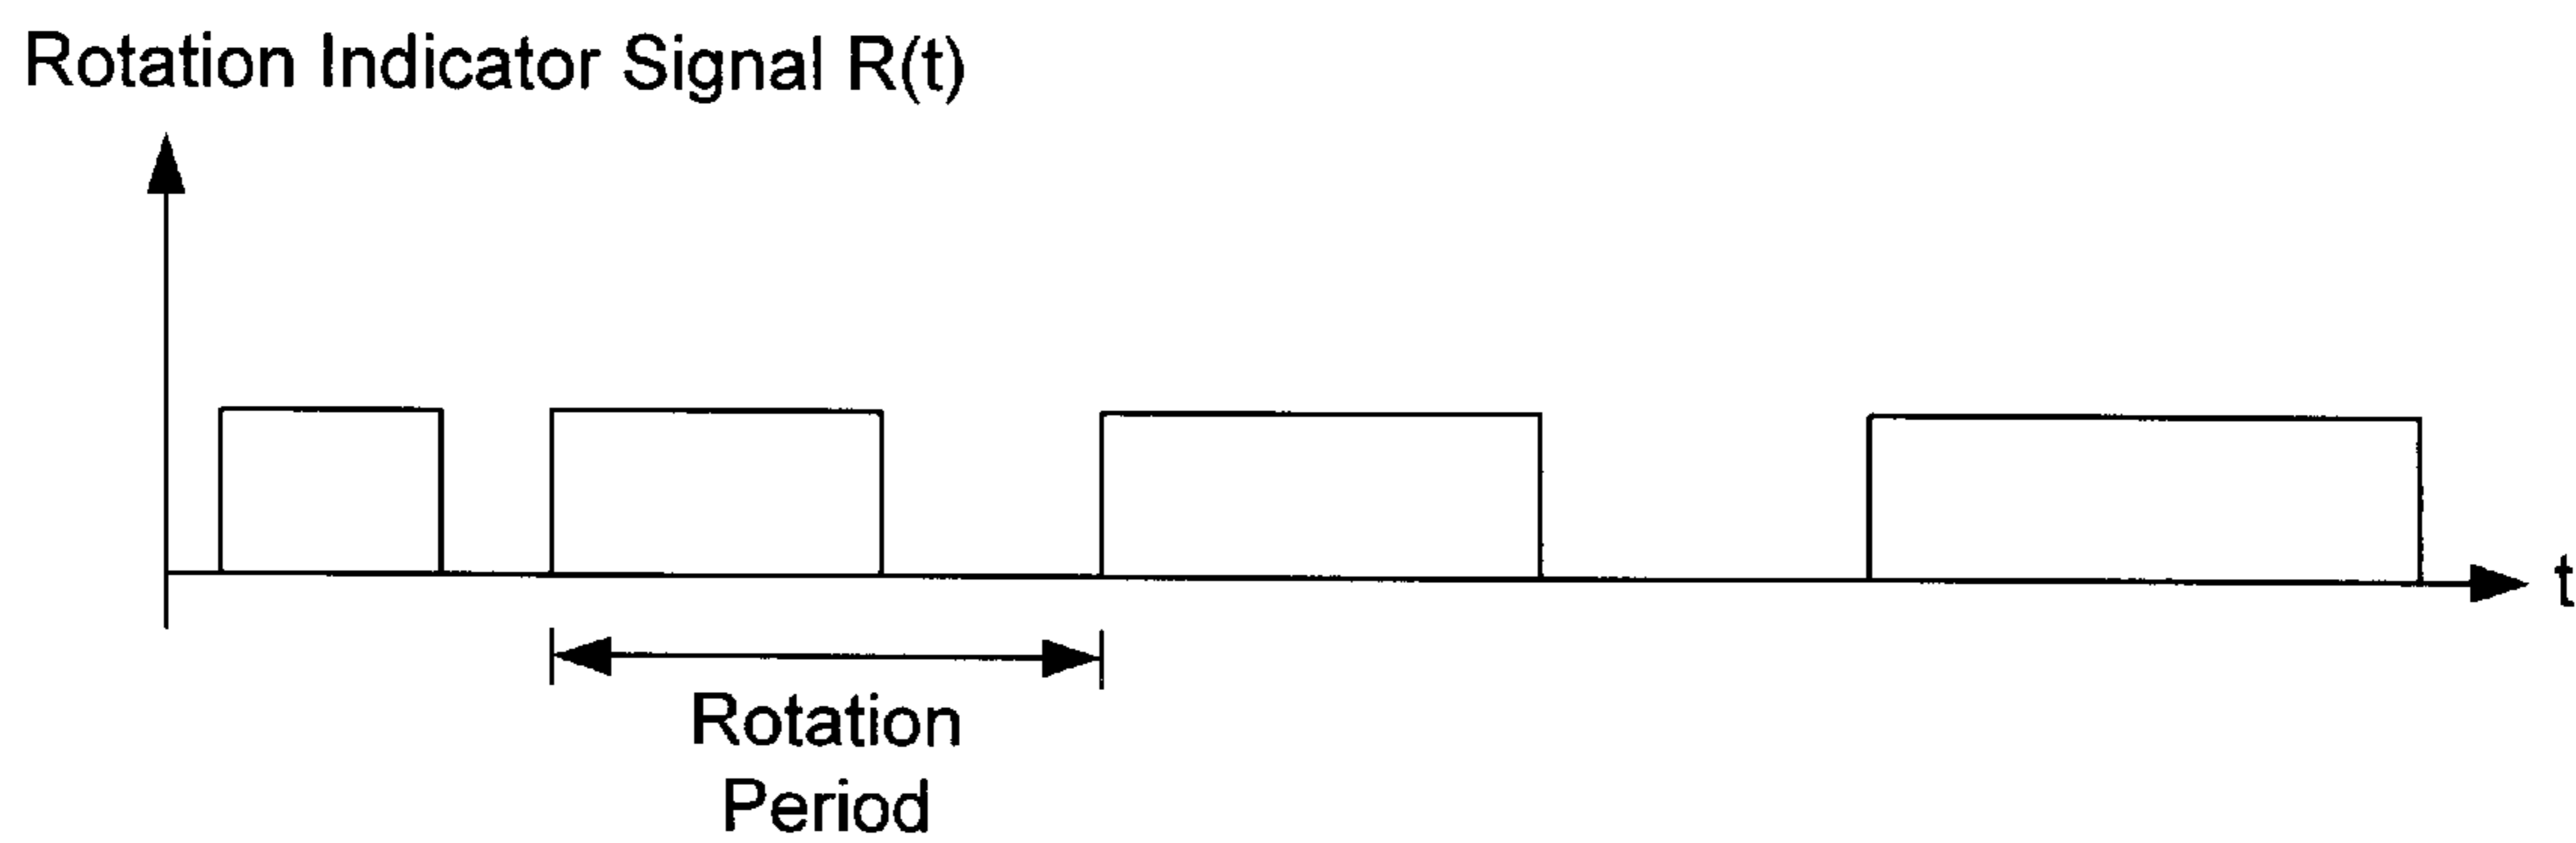 Rotation Indicator Signal R(t)
t
Rotation
Period